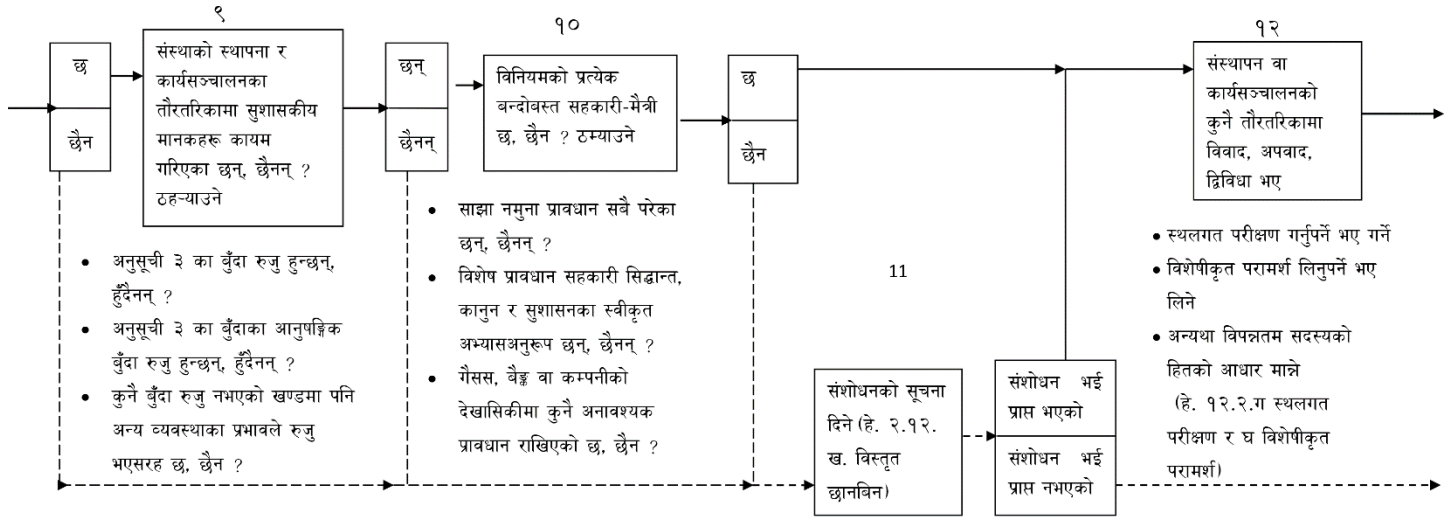 ९
छ
छैन
संस्थाको स्थापना र
कार्यसञ्चालनका
तौरतरिकामा सुशासकीय
मानकहरू कायम
गरिएका छन्, छैनन् ?
ठहऱ्याउने
अनुसूची ३ का बुँदा रुजु हुन्छन्,
हुँदैनन् ?
अनुसूची ३ का बुँदाका आनुषङ्गिक
बुँदा रुजु हुन्छन्, हुँदैनन् ?
कुनै बुँदा रुजु नभएको खण्डमा पनि
अन्य व्यवस्थाका प्रभावले रुजु
भएसरह छ, छैन ?
छन्
छैनन्
१०
विनियमको प्रत्येक
बन्दोबस्त सहकारी-मैत्री
छ, छैन ? ठम्याउने
साझा नमुना प्रावधान सबै परेका
छन्, छैनन् ?
विशेष प्रावधान सहकारी सिद्धान्त,
कानुन र सुशासनका स्वीकृत
अभ्यासअनुरूप छन्, छैनन् ?
गैसस, बैङ्क वा कम्पनीको
देखासिकीमा कुनै अनावश्यक
प्रावधान राखिएको छ, छैन ?
छ
छैन
11
संशोधनको सूचना
दिने (हे. २.१२.
ख. विस्तृत
छानबिन)
संशोधन भई
प्राप्त भएको
संशोधन भई
प्राप्त नभएको
१२
संस्थापन वा
कार्यसञ्चालनको
कुनै तौरतरिकामा
विवाद, अपवाद,
द्विविधा भए
स्थलगत परीक्षण गर्नुपर्ने भए गर्ने
विशेषीकृत परामर्श लिनुपर्ने भए
लिने
अन्यथा विपन्नतम सदस्यको
हितको आधार मान्ने
(हे. १२.२.ग स्थलगत
परीक्षण र घ विशेषीकृत
परामर्श)